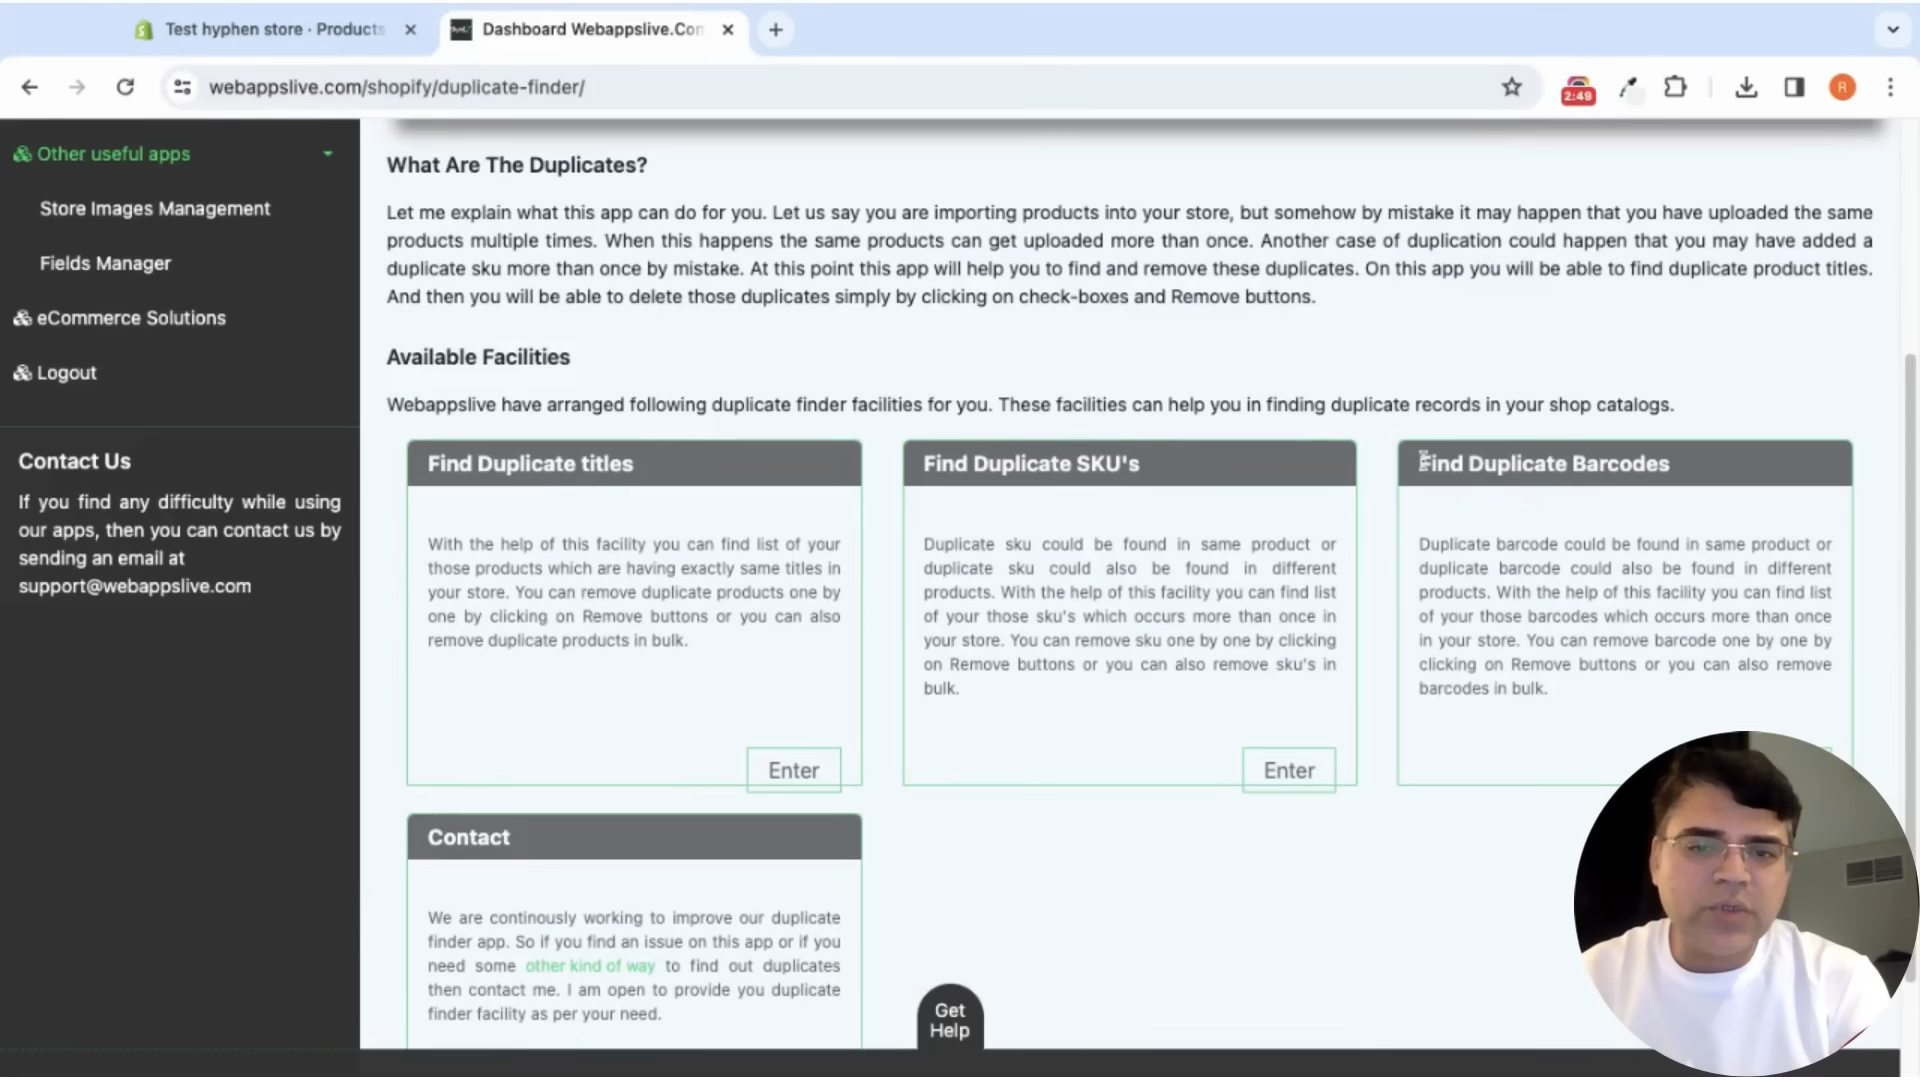 Test hyphen store · Products
Dashboard Webappslive.Con
webappslive.com/shopify/duplicate-finder/
2:49
R
Other useful apps
Store Images Management
Fields Manager
eCommerce Solutions
Logout
Contact Us
If you find any difficulty while using
our apps, then you can contact us by
sending an email at
support@webappslive.com
What Are The Duplicates?
Let me explain what this app can do for you. Let us say you are importing products into your store, but somehow by mistake it may happen that you have uploaded the same
products multiple times. When this happens the same products can get uploaded more than once. Another case of duplication could happen that you may have added a
duplicate sku more than once by mistake. At this point this app will help you to find and remove these duplicates. On this app you will be able to find duplicate product titles.
And then you will be able to delete those duplicates simply by clicking on check-boxes and Remove buttons.
Available Facilities
Webappslive have arranged following duplicate finder facilities for you. These facilities can help you in finding duplicate records in your shop catalogs.
Find Duplicate titles
With the help of this facility you can find list of your
those products which are having exactly same titles in
your store. You can remove duplicate products one by
one by clicking on Remove buttons or you can also
remove duplicate products in bulk.
Enter
Find Duplicate SKU's
Duplicate sku could be found in same product or
duplicate sku could also be found in different
products. With the help of this facility you can find list
of your those sku's which occurs more than once in
your store. You can remove sku one by one by clicking
on Remove buttons or you can also remove sku's in
bulk.
Enter
Find Duplicate Barcodes
Duplicate barcode could be found in same product or
duplicate barcode could also be found in different
products. With the help of this facility you can find list
of your those barcodes which occurs more than once
in your store. You can remove barcode one by one by
clicking on Remove buttons or you can also remove
barcodes in bulk.
Contact
We are continously working to improve our duplicate
finder app. So if you find an issue on this app or if you
need some other kind of way to find out duplicates
then contact me. I am open to provide you duplicate
finder facility as per your need.
Get
Help